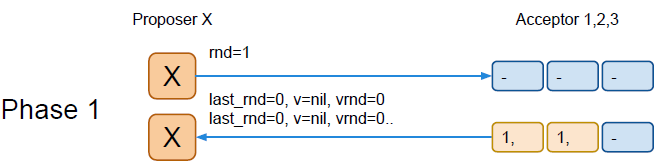 Proposer X
Acceptor 1,2,3
rnd=1
X
- - -
Phase 1
last_rnd=0, v=nil, vrnd=0
last_rnd=0, v=nil, vrnd=0..
X
1, 1, -